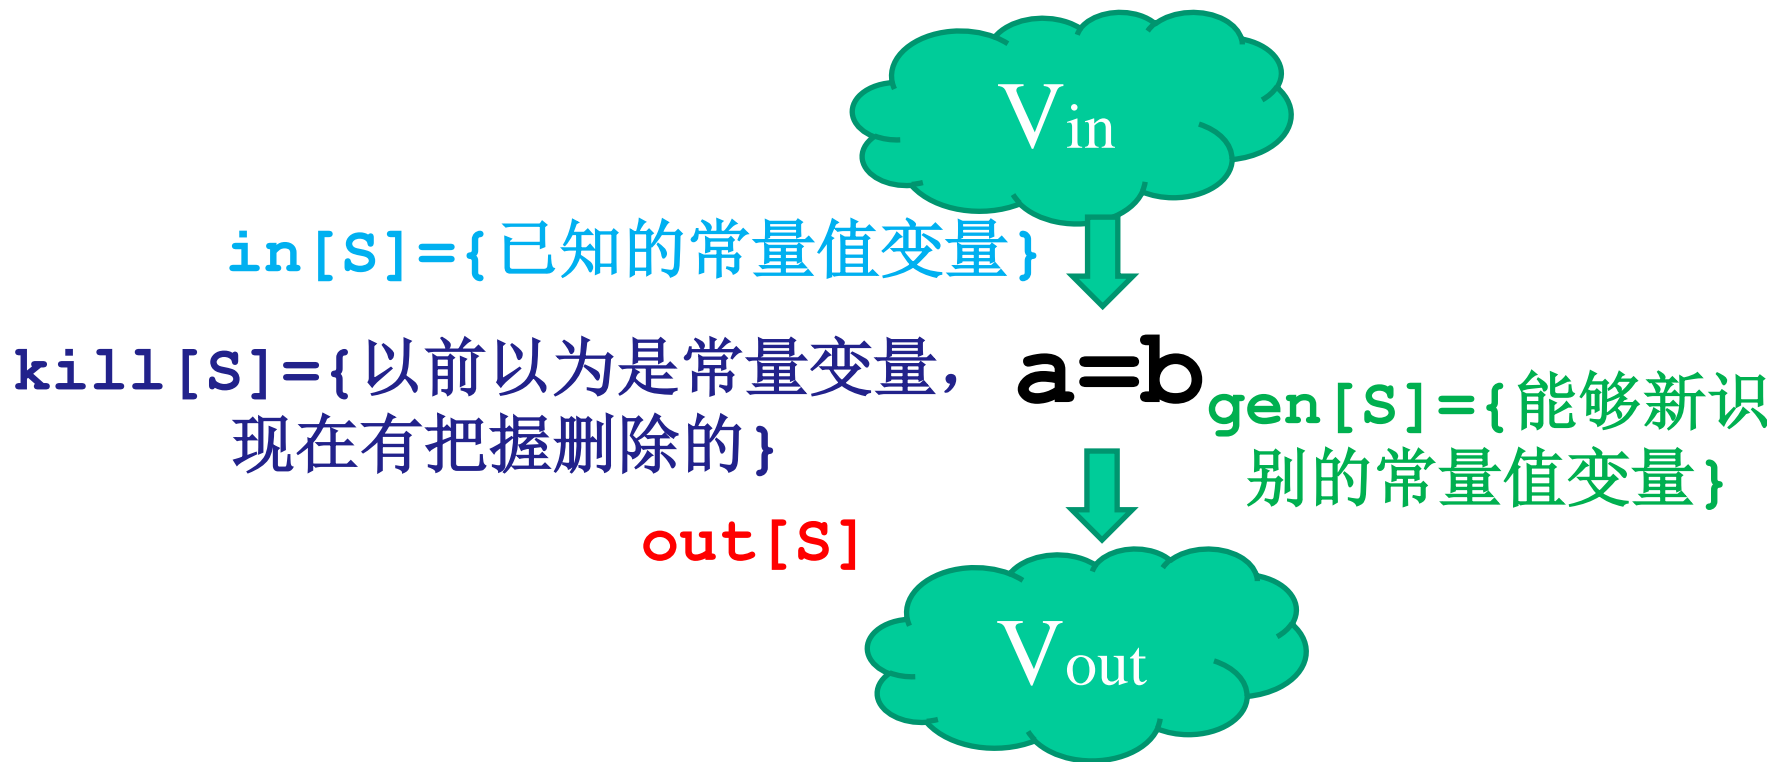 Vin
in[S]={已知的常量值变量}
kill[S]={以前以为是常量变量，
现在有把握删除的}
a=b
gen[S]={能够新识
别的常量值变量}
out[S]
Vout